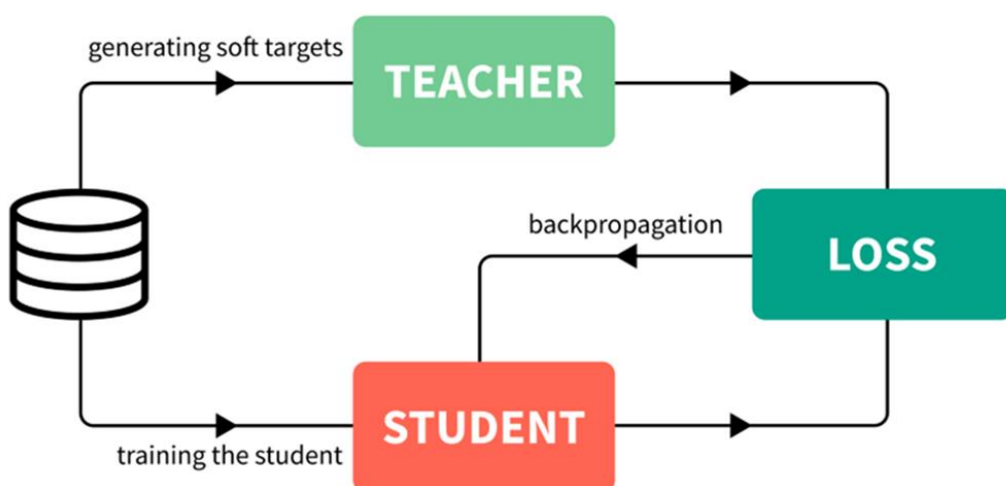 generating soft targets
TEACHER
backpropagation
LOSS
STUDENT
training the student